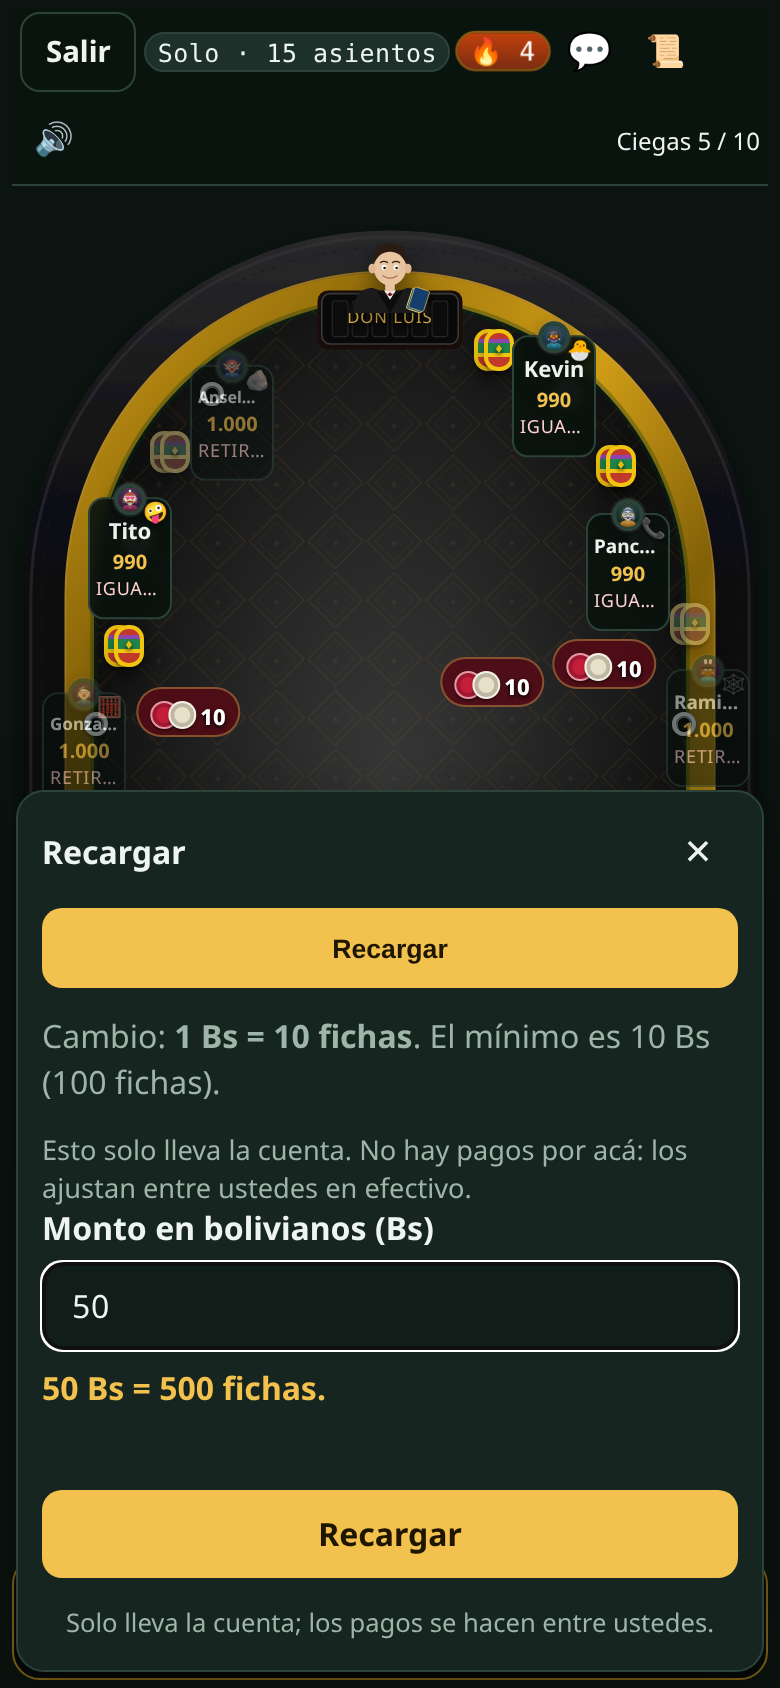 Salir
Solo · 15 asientos
🔥 4
Ciegas 5 / 10
DON LUIS
Kevin
990
IGUA...
Ansel...
1.000
RETIR...
Tito
990
IGUA...
Panc...
990
IGUA...
10
10
10
Gonza...
1.000
RETIR...
Rami...
1.000
RETIR...
Recargar
✕
Recargar
Cambio: 1 Bs = 10 fichas. El mínimo es 10 Bs
(100 fichas).
Esto solo lleva la cuenta. No hay pagos por acá: los
ajustan entre ustedes en efectivo.
Monto en bolivianos (Bs)
50
50 Bs = 500 fichas.
Recargar
Solo lleva la cuenta; los pagos se hacen entre ustedes.